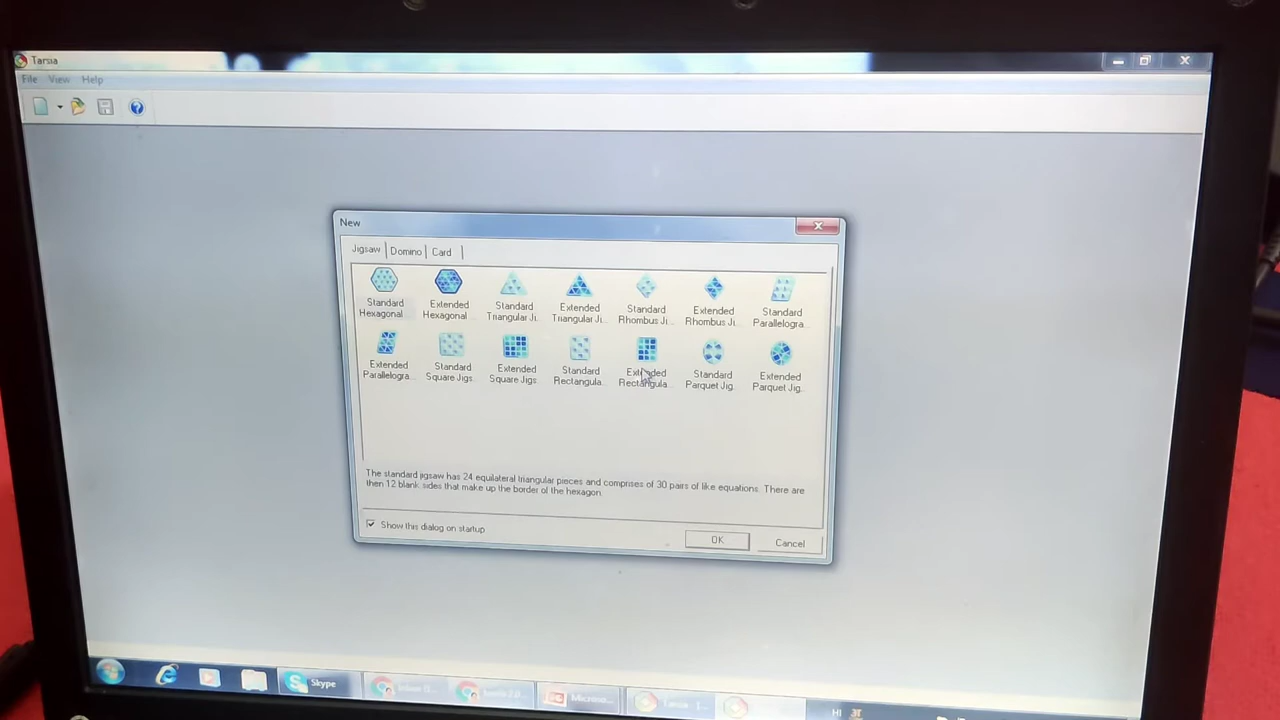 Tarsia
File View Help
New
Jigsaw Domino Card
Standard Hexagonal...
Extended Hexagonal
Standard Triangular Ji...
Extended Triangular Ji...
Standard Rhombus Ji...
Extended Rhombus Ji...
Standard Parallelogra...
Extended Parallelogra...
Standard Square Jigs...
Extended Square Jigs...
Standard Rectangula...
Extended Rectangula...
Standard Parquet Jig...
Extended Parquet Jig...
The standard jigsaw has 24 equilateral triangular pieces and comprises of 30 pairs of like equations. There are
then 12 blank sides that make up the border of the hexagon.
Show this dialog on startup
OK Cancel
Skype
Microso...
Tarsia
HI